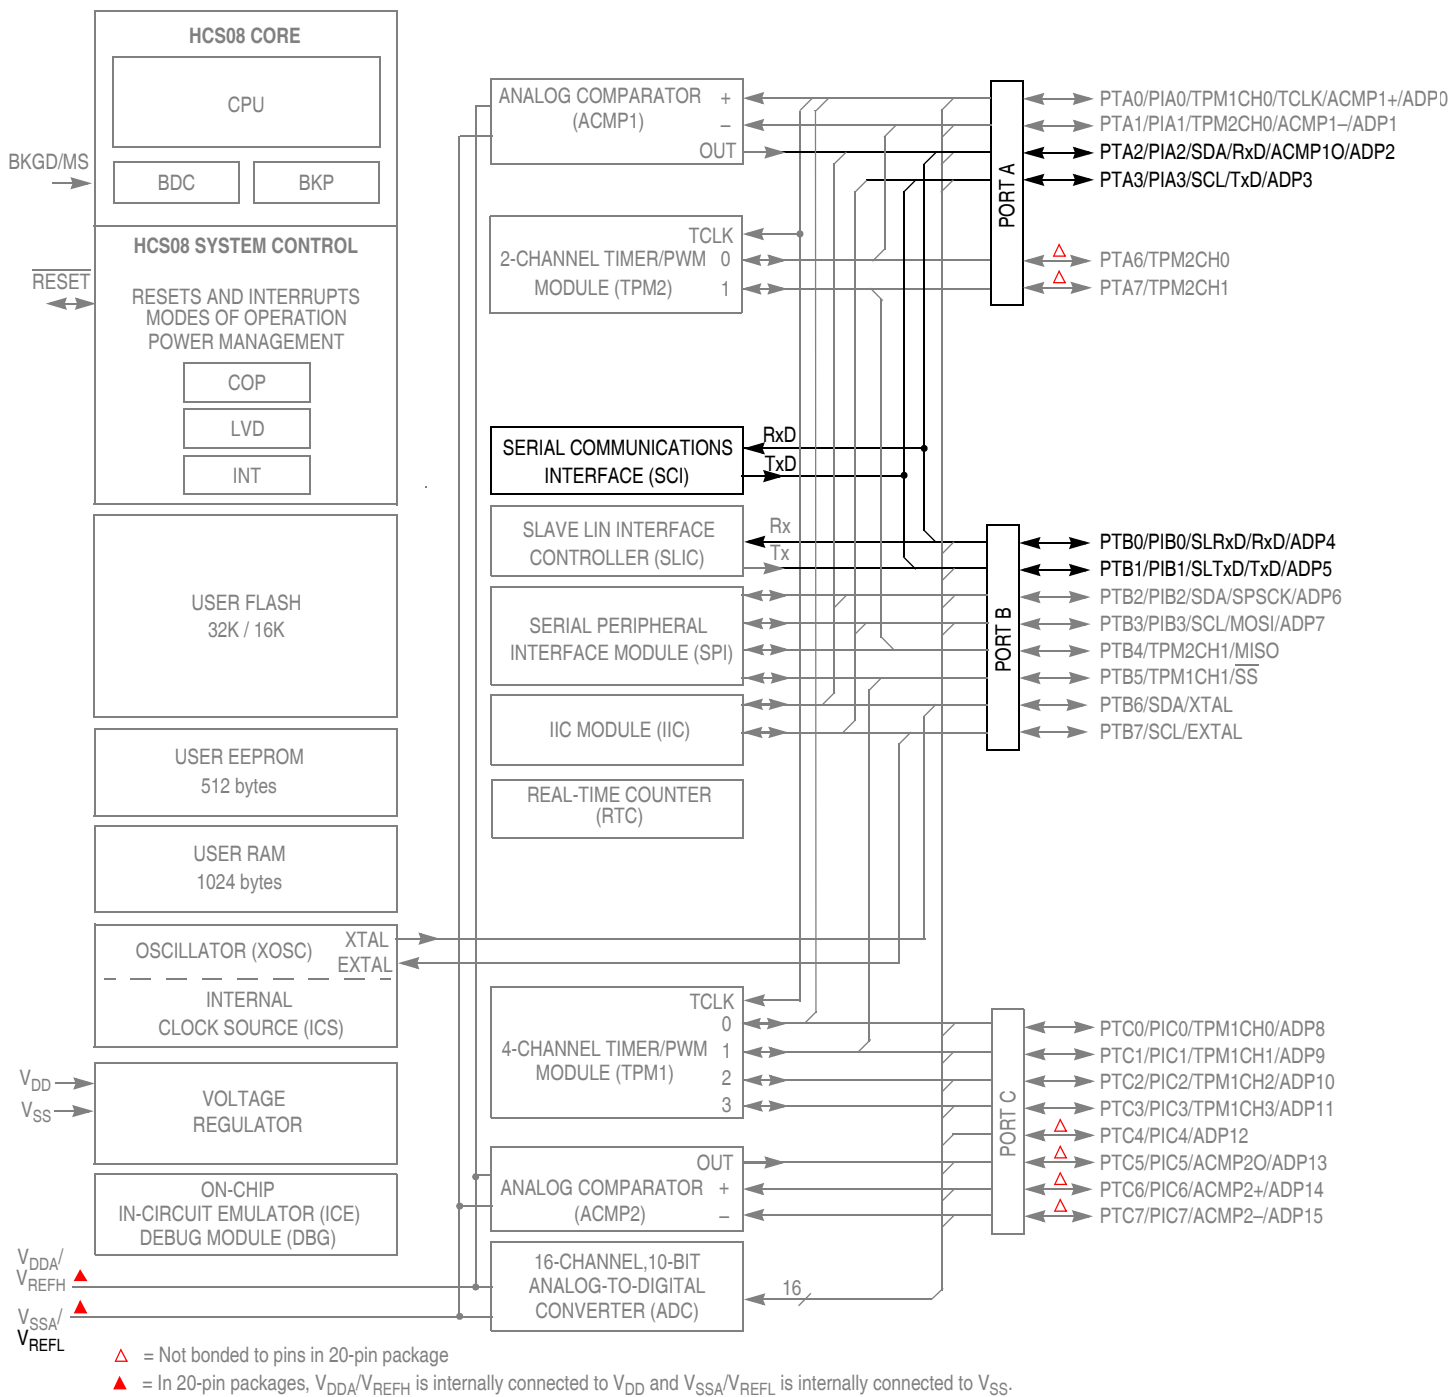 HCS08 CORE
CPU
BDC
BKP
BKGD/MS
HCS08 SYSTEM CONTROL
RESET
RESETS AND INTERRUPTS
MODES OF OPERATION
POWER MANAGEMENT
COP
LVD
INT
USER FLASH
32K / 16K
USER EEPROM
512 bytes
USER RAM
1024 bytes
OSCILLATOR (XOSC)
XTAL
EXTAL
INTERNAL
CLOCK SOURCE (ICS)
VDD
VSS
VOLTAGE
REGULATOR
ON-CHIP
IN-CIRCUIT EMULATOR (ICE)
DEBUG MODULE (DBG)
VDDA/
VREFH
VSSA/
VREFL
ANALOG COMPARATOR
(ACMP1)
+
–
OUT
2-CHANNEL TIMER/PWM
MODULE (TPM2)
TCLK
0
1
SERIAL COMMUNICATIONS
INTERFACE (SCI)
RxD
TxD
SLAVE LIN INTERFACE
CONTROLLER (SLIC)
Rx
Tx
SERIAL PERIPHERAL
INTERFACE MODULE (SPI)
IIC MODULE (IIC)
REAL-TIME COUNTER
(RTC)
TCLK
0
4-CHANNEL TIMER/PWM 1
MODULE (TPM1)
2
3
OUT
ANALOG COMPARATOR +
(ACMP2)
–
16-CHANNEL,10-BIT
ANALOG-TO-DIGITAL
CONVERTER (ADC)
16
PORT A
PTA0/PIA0/TPM1CH0/TCLK/ACMP1+/ADP0
PTA1/PIA1/TPM2CH0/ACMP1–/ADP1
PTA2/PIA2/SDA/RxD/ACMP1O/ADP2
PTA3/PIA3/SCL/TxD/ADP3
PTA6/TPM2CH0
PTA7/TPM2CH1
PORT B
PTB0/PIB0/SLRxD/RxD/ADP4
PTB1/PIB1/SLTxD/TxD/ADP5
PTB2/PIB2/SDA/SPSCK/ADP6
PTB3/PIB3/SCL/MOSI/ADP7
PTB4/TPM2CH1/MISO
PTB5/TPM1CH1/SS
PTB6/SDA/XTAL
PTB7/SCL/EXTAL
PORT C
PTC0/PIC0/TPM1CH0/ADP8
PTC1/PIC1/TPM1CH1/ADP9
PTC2/PIC2/TPM1CH2/ADP10
PTC3/PIC3/TPM1CH3/ADP11
PTC4/PIC4/ADP12
PTC5/PIC5/ACMP2O/ADP13
PTC6/PIC6/ACMP2+/ADP14
PTC7/PIC7/ACMP2–/ADP15
△ = Not bonded to pins in 20-pin package
▲ = In 20-pin packages, VDDA/VREFH is internally connected to VDD and VSSA/VREFL is internally connected to VSS.